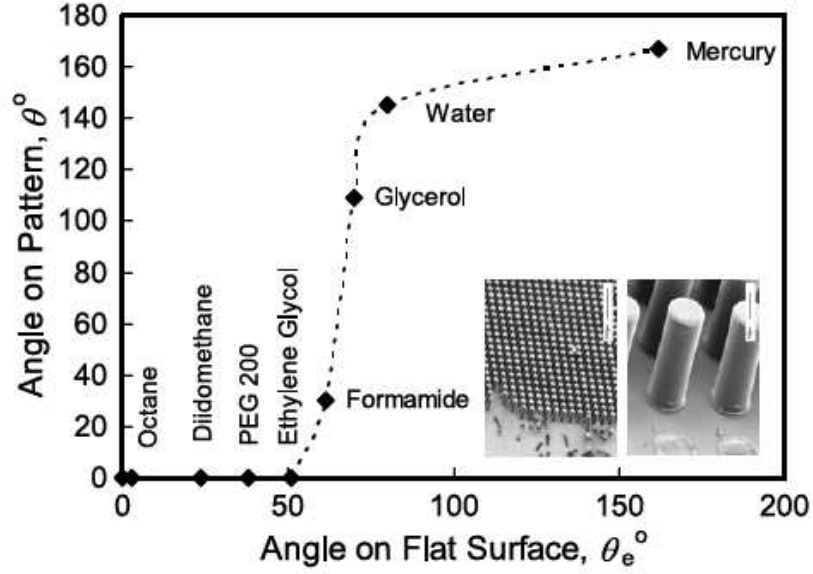 180
160
140
120
100
80
60
40
20
0
Angle on Pattern, θ°
Mercury
Water
Glycerol
Formamide
Octane
Diidomethane
PEG 200
Ethylene Glycol
0
50
100
150
200
Angle on Flat Surface, θe°